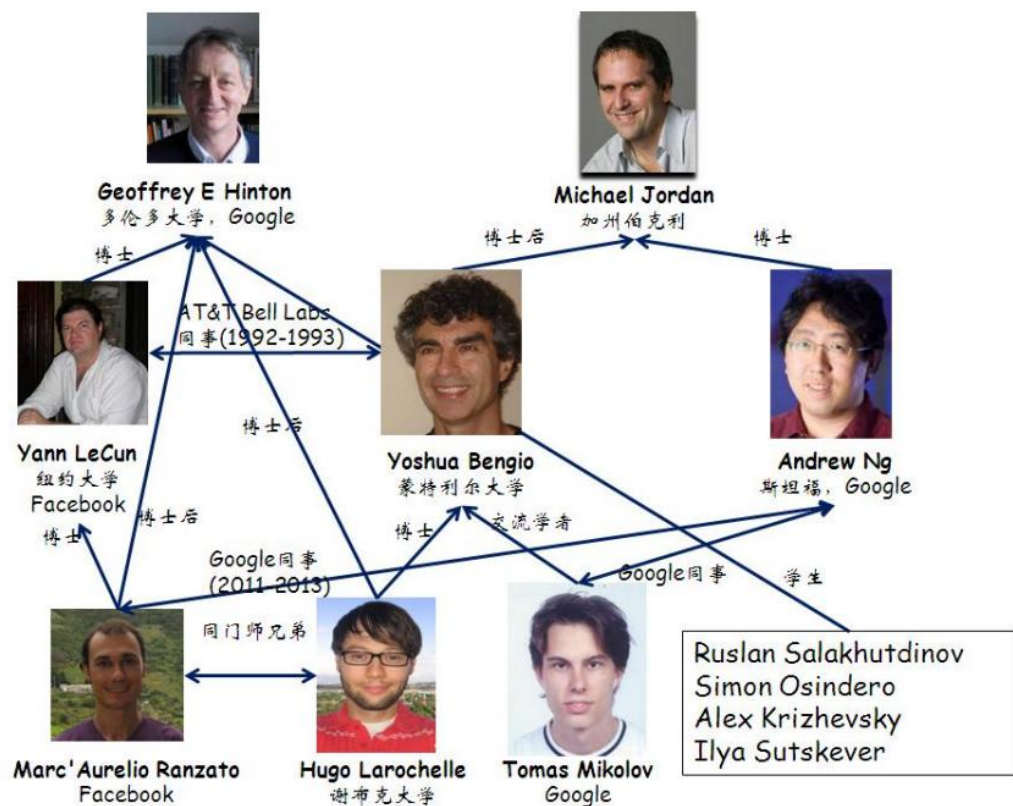 Geoffrey E Hinton
多伦多大学, Google
Michael Jordan
加州伯克利
博士
博士后
博士
AT&T Bell Labs
同事(1992-1993)
博士后
Yann LeCun
纽约大学
Facebook
Yoshua Bengio
蒙特利尔大学
Andrew Ng
斯坦福, Google
博士
博士后
博士
交流学者
Google同事
(2011-2013)
Google同事
学生
同门师兄弟
Ruslan Salakhutdinov
Simon Osindero
Alex Krizhevsky
Ilya Sutskever
Marc'Aurelio Ranzato
Facebook
Hugo Larochelle
谢布克大学
Tomas Mikolov
Google